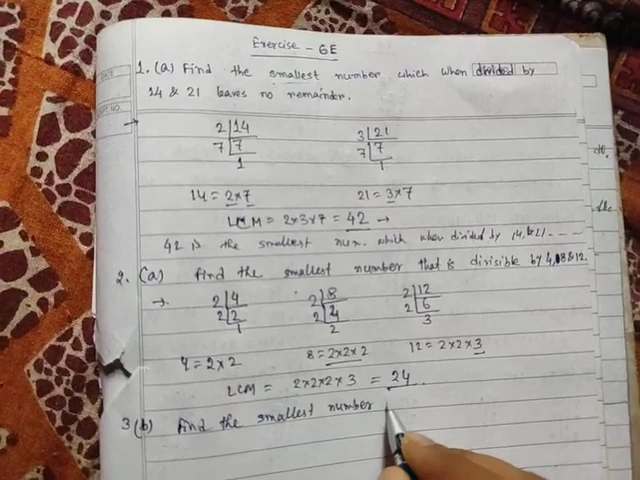 Exercise - 6E
DATE
1. (a) Find the smallest number which when divided by
14 & 21 leaves no remainder.
→
2 14 3 21
7 7 7 7
1 1
14 = 2×7 21 = 3×7
LCM = 2×3×7 = 42 →
42 is the smallest num. which when divided by 14, & 21 - - - -
2. (a) Find the smallest number that is divisible by 4, 8 & 12.
→ 2 4 2 8 2 12
2 2 2 4 2 6
1 2 3
4 = 2×2 8 = 2×2×2 12 = 2×2×3
LCM = 2×2×2×3 = 24
3 (b) Find the smallest number